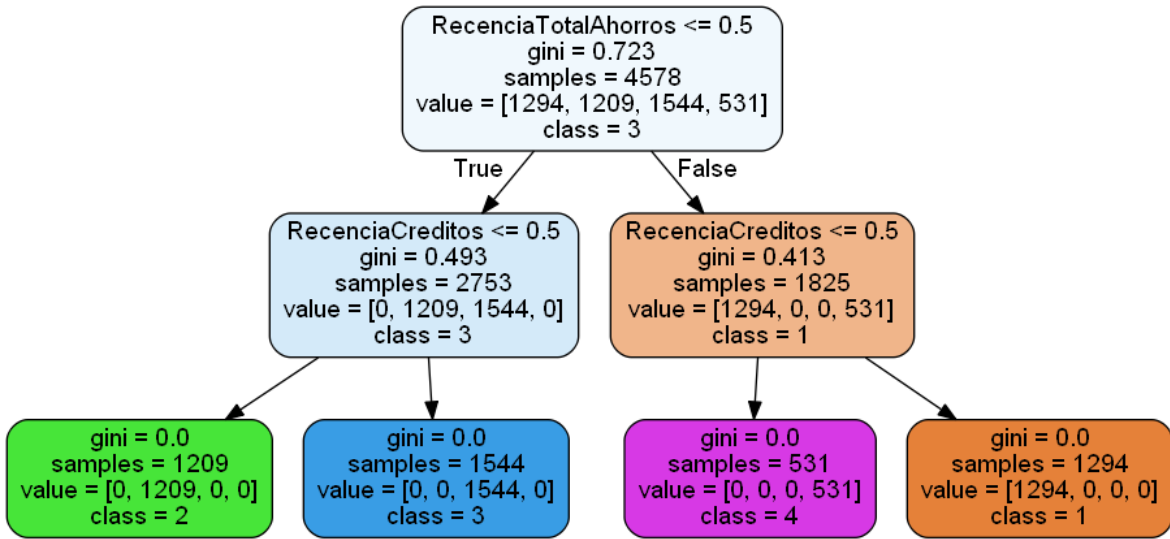 RecenciaTotalAhorros <= 0.5
gini = 0.723
samples = 4578
value = [1294, 1209, 1544, 531]
class = 3
True
False
RecenciaCreditos <= 0.5
gini = 0.493
samples = 2753
value = [0, 1209, 1544, 0]
class = 3
RecenciaCreditos <= 0.5
gini = 0.413
samples = 1825
value = [1294, 0, 0, 531]
class = 1
gini = 0.0
samples = 1209
value = [0, 1209, 0, 0]
class = 2
gini = 0.0
samples = 1544
value = [0, 0, 1544, 0]
class = 3
gini = 0.0
samples = 531
value = [0, 0, 0, 531]
class = 4
gini = 0.0
samples = 1294
value = [1294, 0, 0, 0]
class = 1